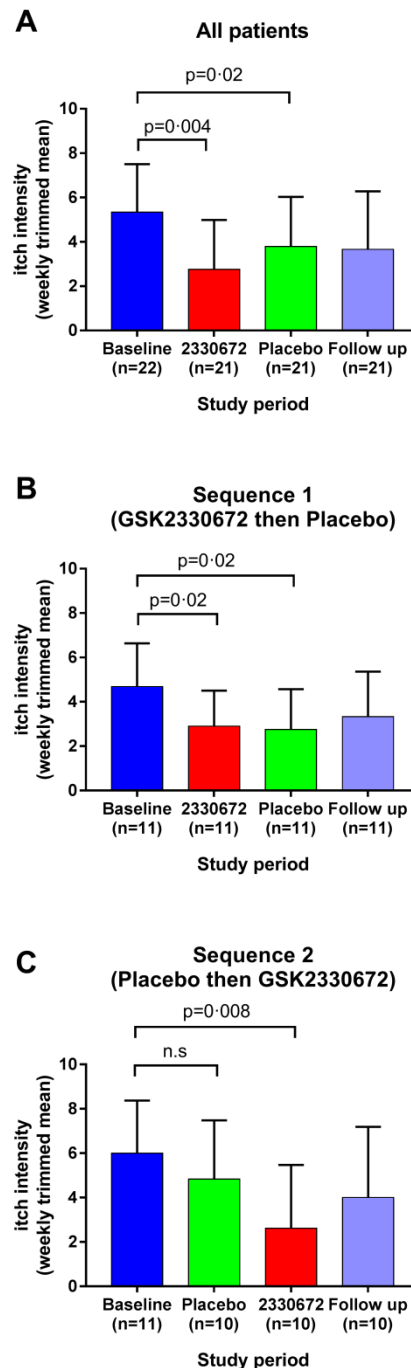 A
All patients
p=0·02
p=0·004
10
8
6
4
2
0
itch intensity
(weekly trimmed mean)
Baseline 2330672 Placebo Follow up
(n=22) (n=21) (n=21) (n=21)
Study period
B
Sequence 1
(GSK2330672 then Placebo)
p=0·02
p=0·02
10
8
6
4
2
0
itch intensity
(weekly trimmed mean)
Baseline 2330672 Placebo Follow up
(n=11) (n=11) (n=11) (n=11)
Study period
C
Sequence 2
(Placebo then GSK2330672)
p=0·008
n.s
10
8
6
4
2
0
itch intensity
(weekly trimmed mean)
Baseline Placebo 2330672 Follow up
(n=11) (n=10) (n=10) (n=10)
Study period